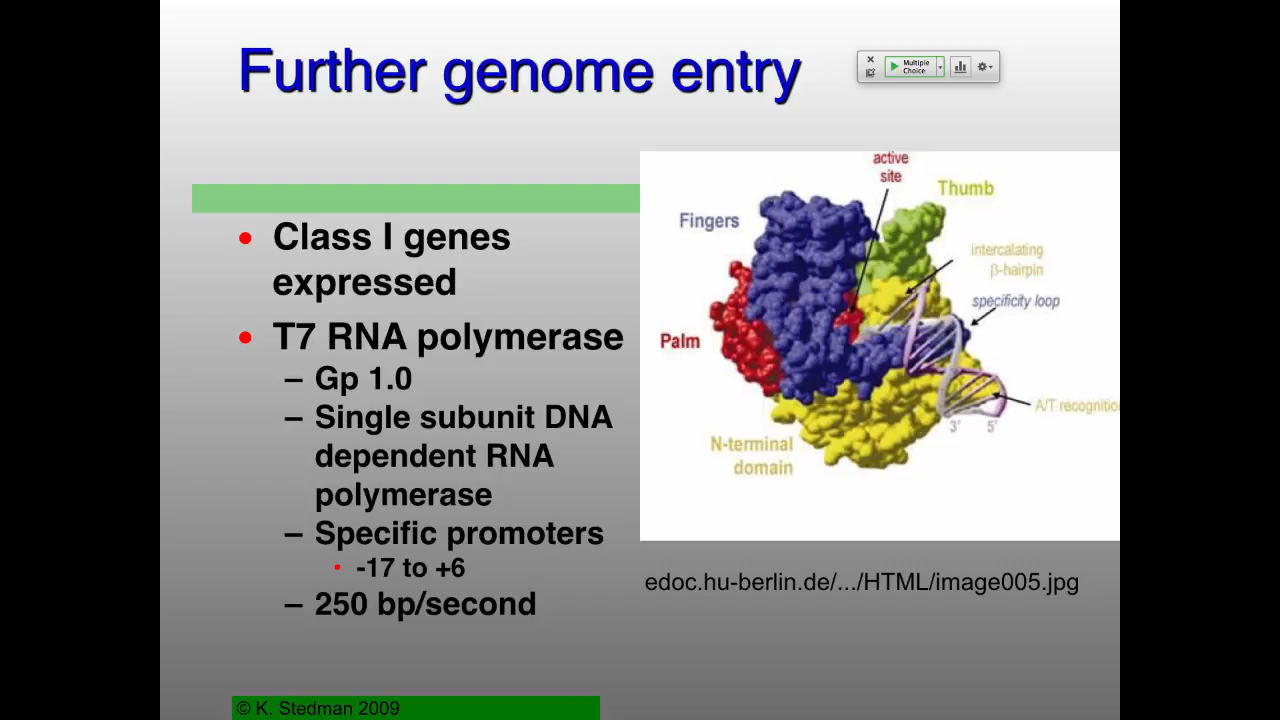 Further genome entry
Multiple
Choice
• Class I genes
expressed
• T7 RNA polymerase
– Gp 1.0
– Single subunit DNA
dependent RNA
polymerase
– Specific promoters
• -17 to +6
– 250 bp/second
active
site
Thumb
Fingers
intercalating
β-hairpin
specificity loop
Palm
A/T recognitio
3' 5'
N-terminal
domain
edoc.hu-berlin.de/.../HTML/image005.jpg
© K. Stedman 2009